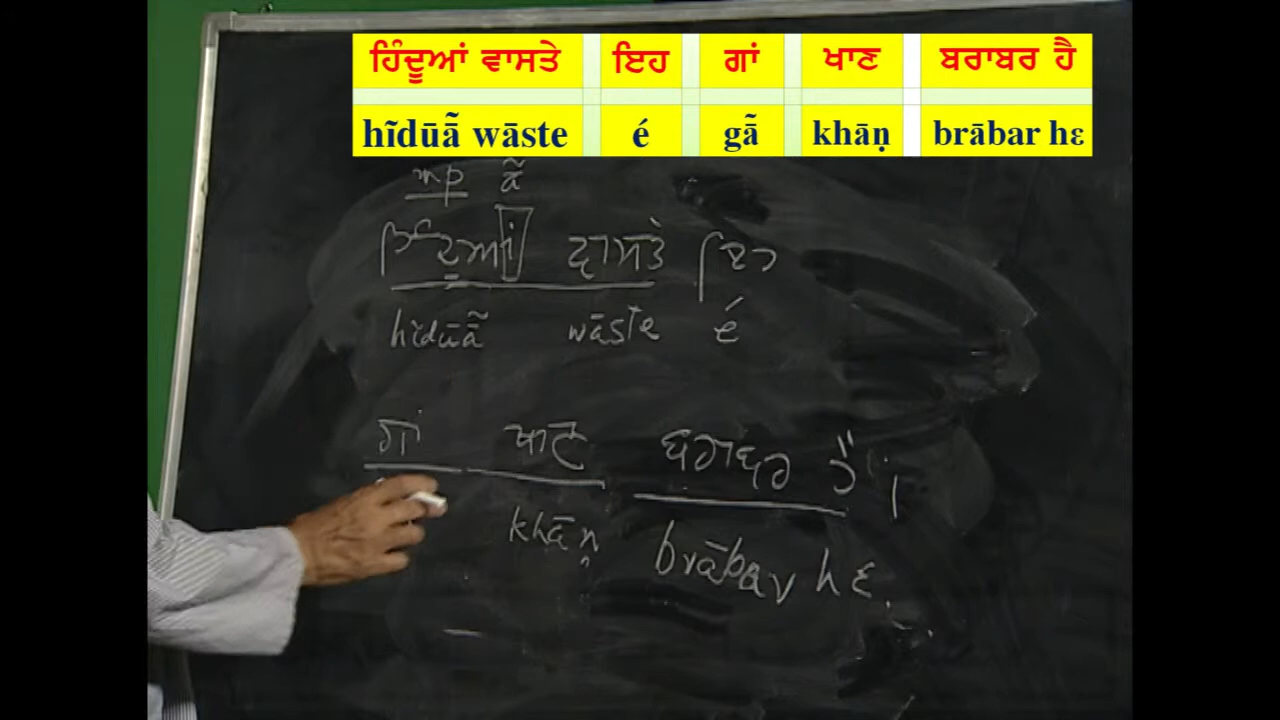 ਹਿੰਦੂਆਂ ਵਾਸਤੇ ਇਹ ਗਾਂ ਖਾਣ ਬਰਾਬਰ ਹੈ
hĩdūā̃ wāste é gā̃ khāṇ brābar hɛ
mp ā̃
ਹਿੰਦੂਆਂ ਵਾਸਤੇ ਇਹ
hĩdūā̃ wāste é
ਗਾਂ ਖਾਣ ਬਰਾਬਰ ਹੈ।
khāṇ brābar hɛ.